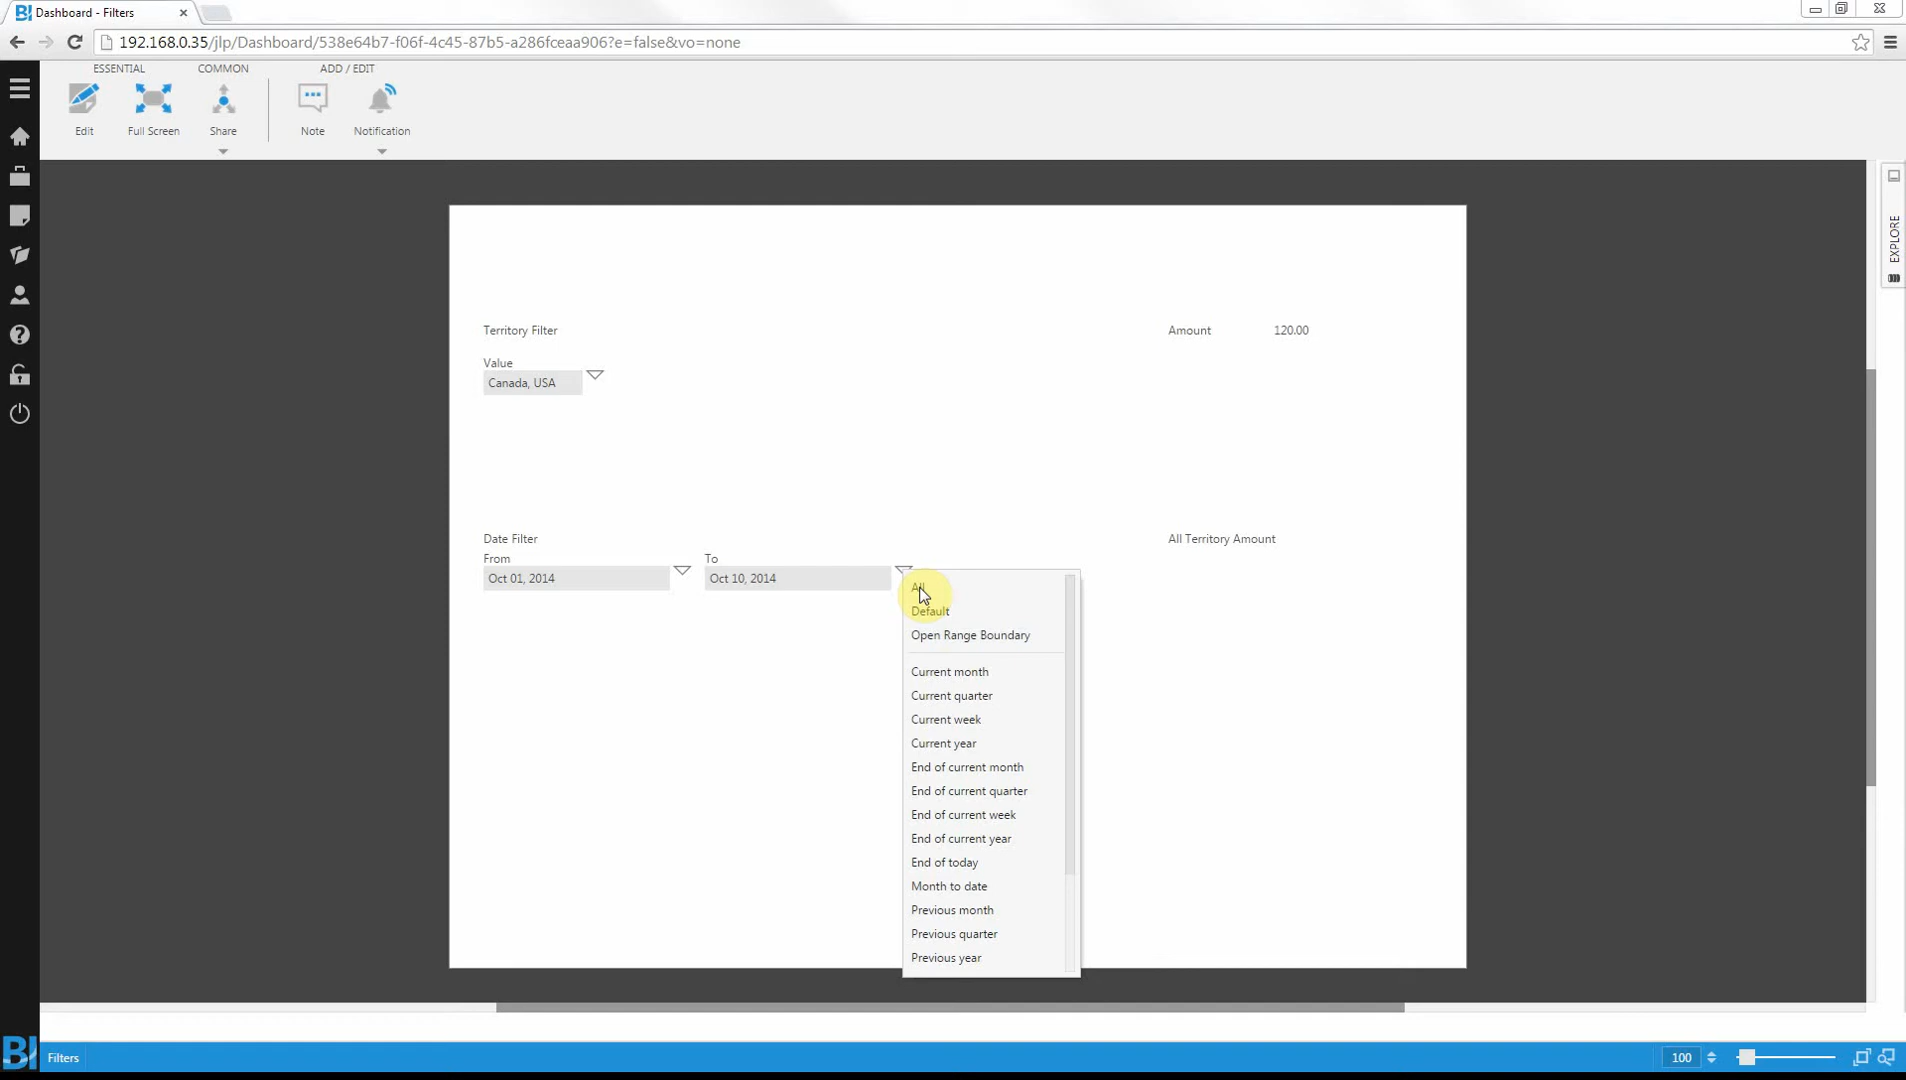 Dashboard - Filters
192.168.0.35/jlp/Dashboard/538e64b7-f06f-4c45-87b5-a286fceaa906?e=false&vo=none
ESSENTIAL COMMON ADD / EDIT
Edit Full Screen Share Note Notification
EXPLORE
Territory Filter Amount 120.00
Value
Canada, USA
Date Filter All Territory Amount
From To
Oct 01, 2014 Oct 10, 2014
All
Default
Open Range Boundary
Current month
Current quarter
Current week
Current year
End of current month
End of current quarter
End of current week
End of current year
End of today
Month to date
Previous month
Previous quarter
Previous year
BI Filters 100